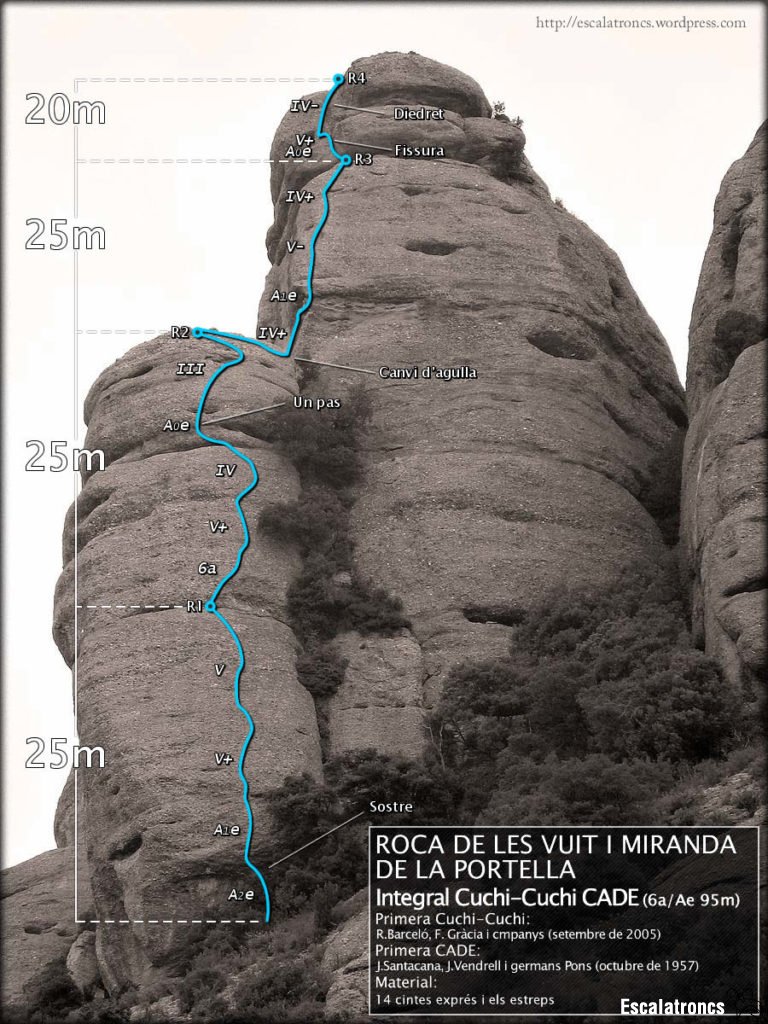 http://escalatroncs.wordpress.com
R4
20m
IV-
Diedret
V+
A0e
Fissura
R3
IV+
25m
V-
A1e
R2
IV+
III
Canvi d'agulla
Un pas
A0e
25m
IV
V+
6a
R1
V
25m
V+
Sostre
A1e
A2e
ROCA DE LES VUIT I MIRANDA
DE LA PORTELLA
Integral Cuchi-Cuchi CADE (6a/Ae 95m)
Primera Cuchi-Cuchi:
R.Barceló, F. Gràcia i cmpanys (setembre de 2005)
Primera CADE:
J.Santacana, J.Vendrell i germans Pons (octubre de 1957)
Material:
14 cintes exprés i els estreps
Escalatroncs